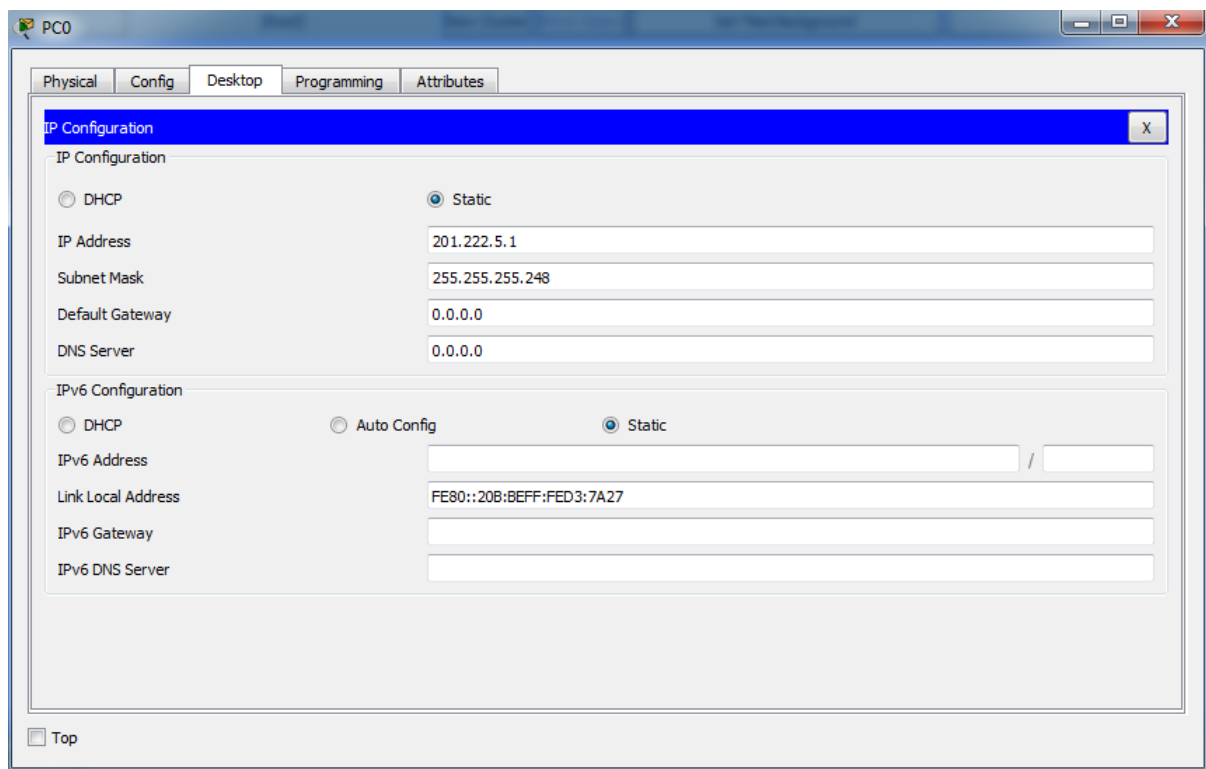 PC0
X
Physical Config Desktop Programming Attributes
IP Configuration X
IP Configuration
DHCP Static
IP Address 201.222.5.1
Subnet Mask 255.255.255.248
Default Gateway 0.0.0.0
DNS Server 0.0.0.0
IPv6 Configuration
DHCP Auto Config Static
IPv6 Address /
Link Local Address FE80::20B:BEFF:FED3:7A27
IPv6 Gateway
IPv6 DNS Server
Top